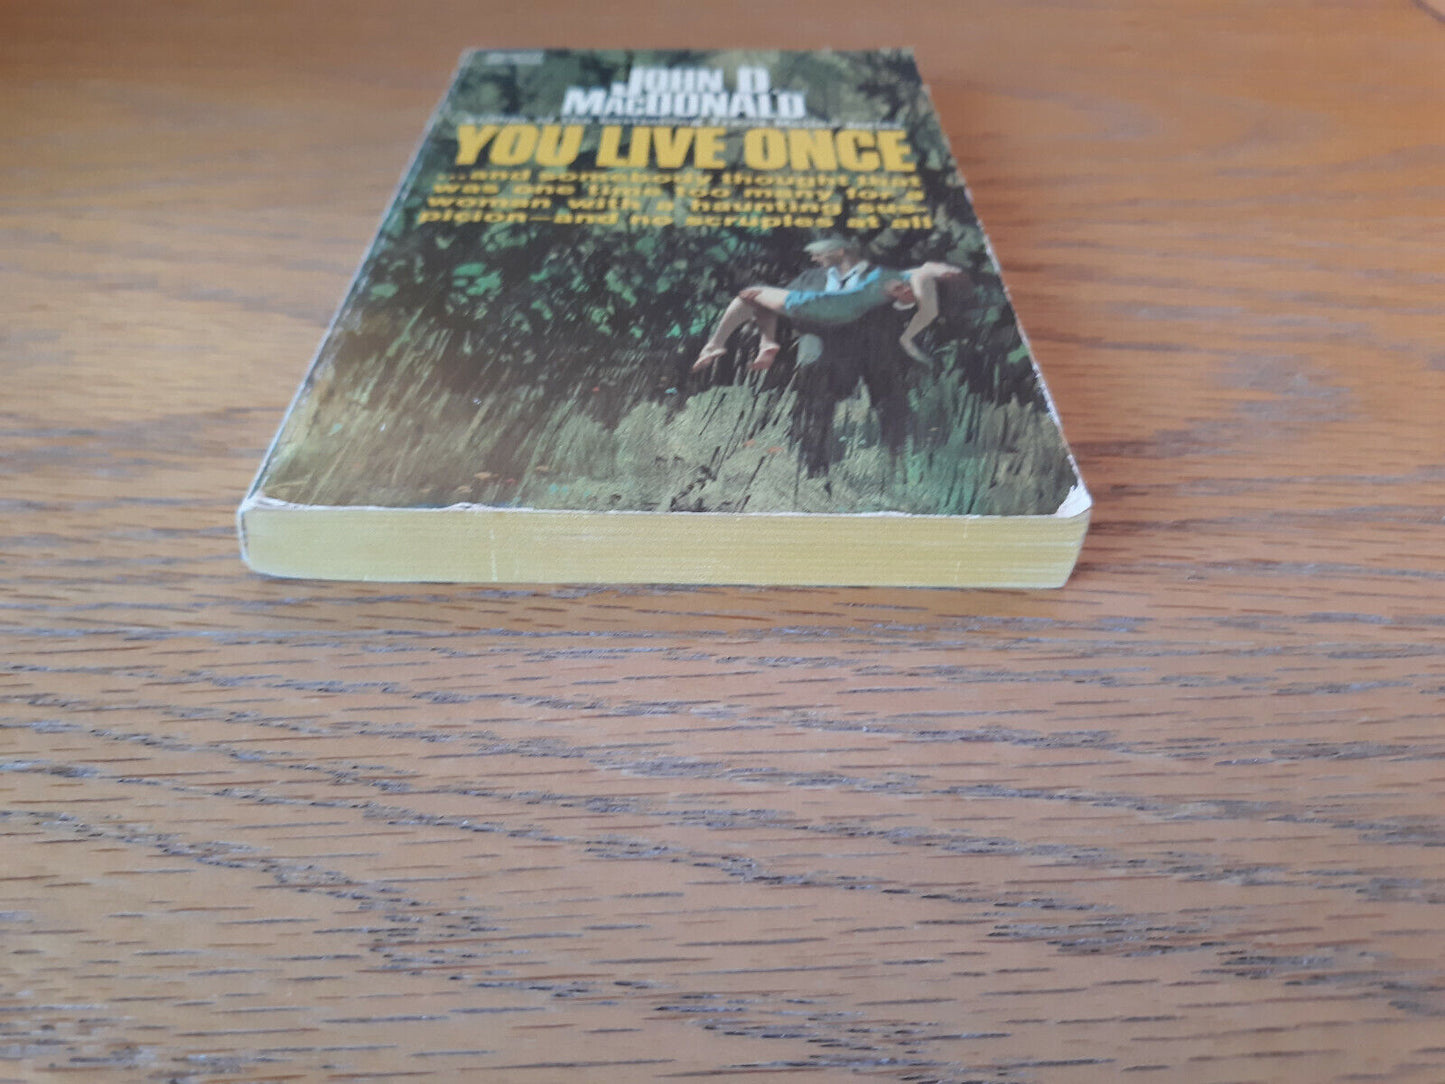 JOHN D.
MACDONALD
YOU LIVE ONCE
...and somebody thought that
was one time too many for a
woman with a haunting sus-
picion—and no scruples at all